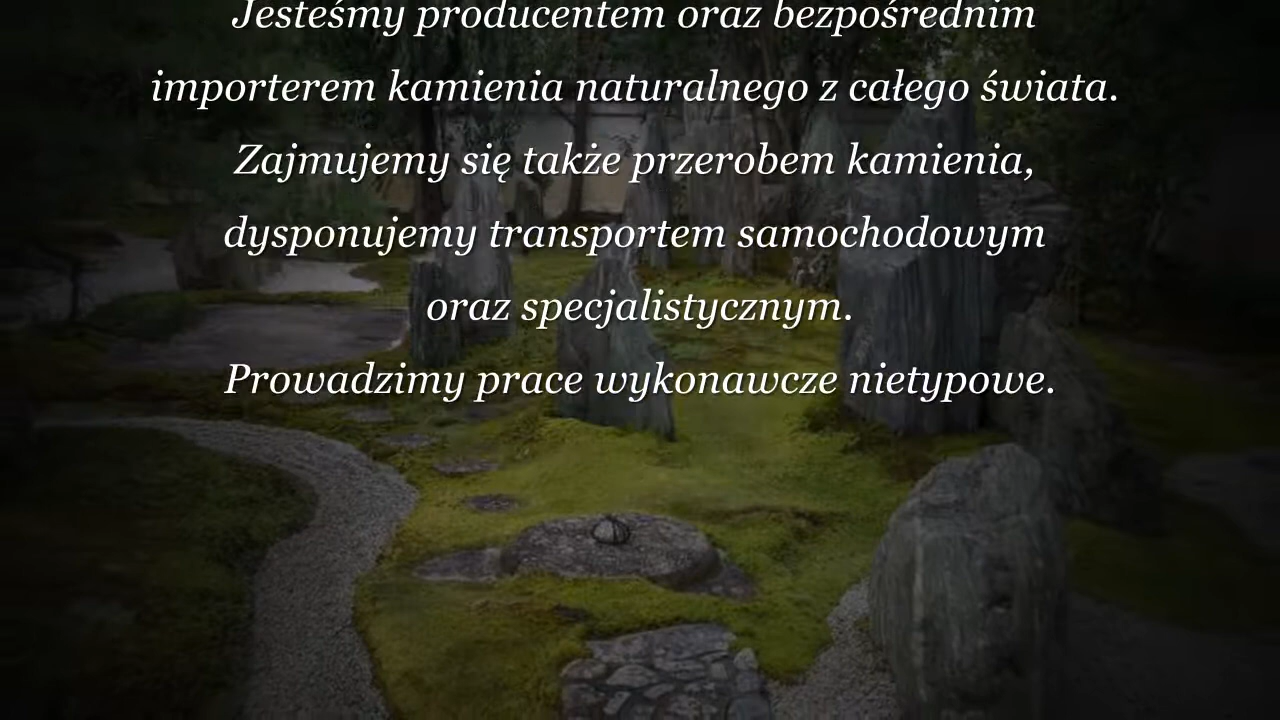 Jesteśmy producentem oraz bezpośrednim
importerem kamienia naturalnego z całego świata.
Zajmujemy się także przerobem kamienia,
dysponujemy transportem samochodowym
oraz specjalistycznym.
Prowadzimy prace wykonawcze nietypowe.